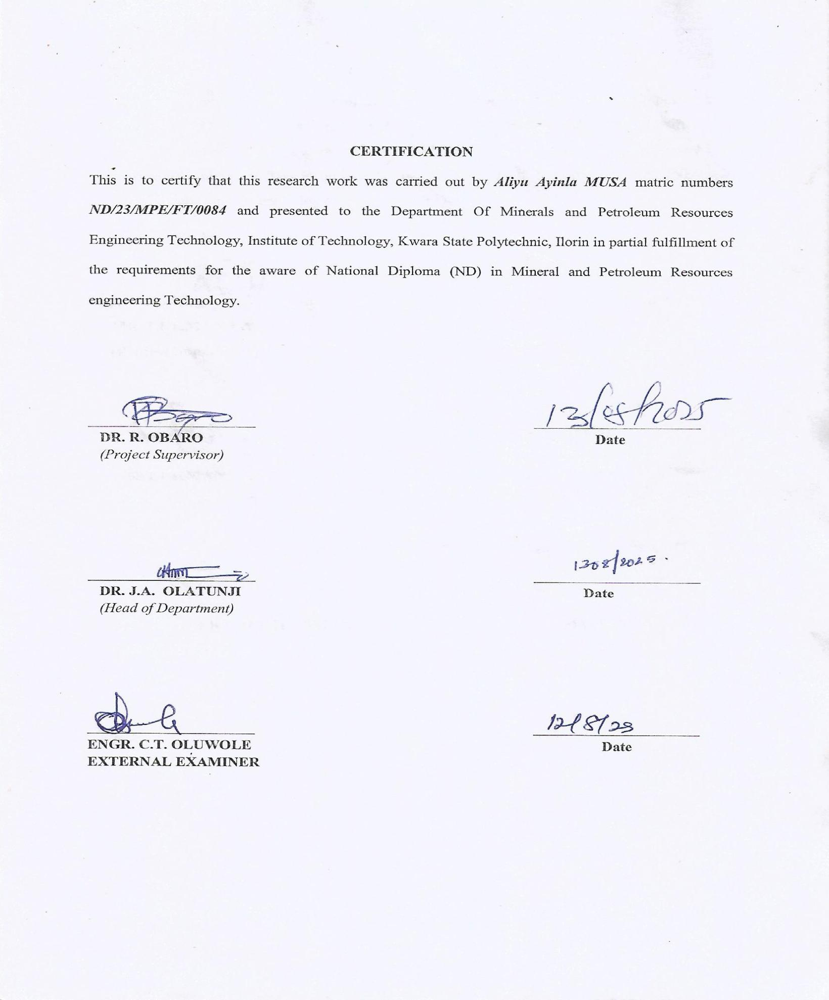 CERTIFICATION
This is to certify that this research work was carried out by Aliyu Ayinla MUSA matric numbers
ND/23/MPE/FT/0084 and presented to the Department Of Minerals and Petroleum Resources
Engineering Technology, Institute of Technology, Kwara State Polytechnic, Ilorin in partial fulfillment of
the requirements for the aware of National Diploma (ND) in Mineral and Petroleum Resources
engineering Technology.
13/08/2025
DR. R. OBARO
Date
(Project Supervisor)
1308/2025.
DR. J.A. OLATUNJI
Date
(Head of Department)
12/8/25
ENGR. C.T. OLUWOLE
Date
EXTERNAL EXAMINER